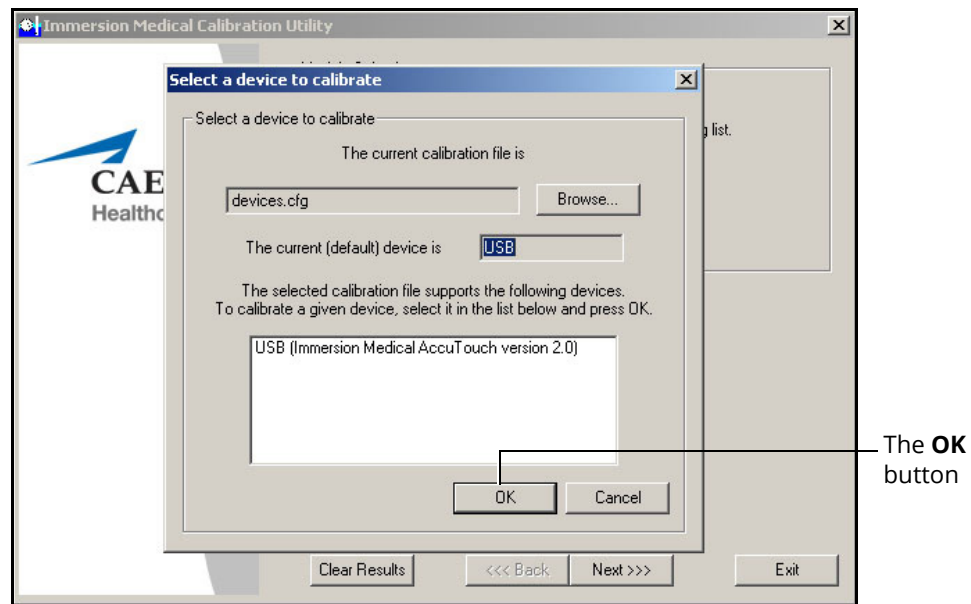 Immersion Medical Calibration Utility
Select a device to calibrate
Select a device to calibrate
g list.
The current calibration file is
CAE
Healthc
devices.cfg
Browse...
The current (default) device is
USB
The selected calibration file supports the following devices.
To calibrate a given device, select it in the list below and press OK.
USB (Immersion Medical AccuTouch version 2.0)
The OK
button
OK
Cancel
Clear Results
<<< Back
Next >>>
Exit